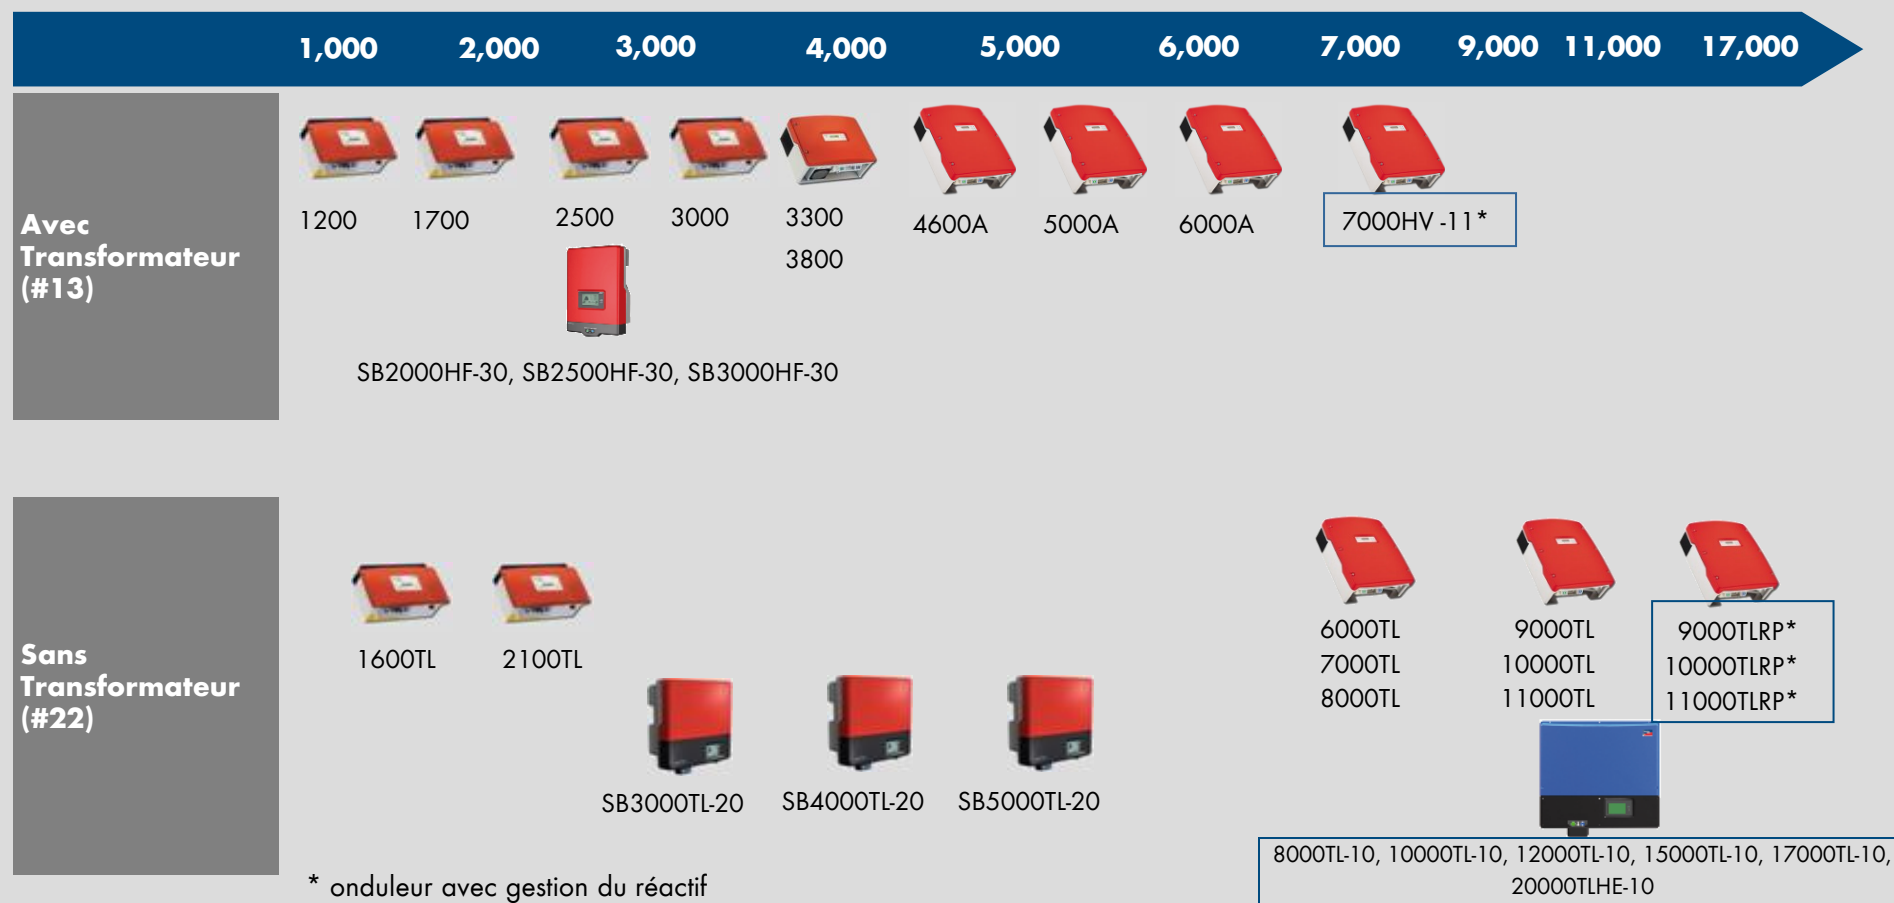 1,000 2,000 3,000 4,000 5,000 6,000 7,000 9,000 11,000 17,000
Avec
Transformateur
(#13)
1200 1700 2500 3000 3300 4600A 5000A 6000A 7000HV -11*
3800
SB2000HF-30, SB2500HF-30, SB3000HF-30
Sans
Transformateur
(#22)
1600TL 2100TL
6000TL 9000TL 9000TLRP*
7000TL 10000TL 10000TLRP*
8000TL 11000TL 11000TLRP*
SB3000TL-20 SB4000TL-20 SB5000TL-20
8000TL-10, 10000TL-10, 12000TL-10, 15000TL-10, 17000TL-10,
20000TLHE-10
* onduleur avec gestion du réactif